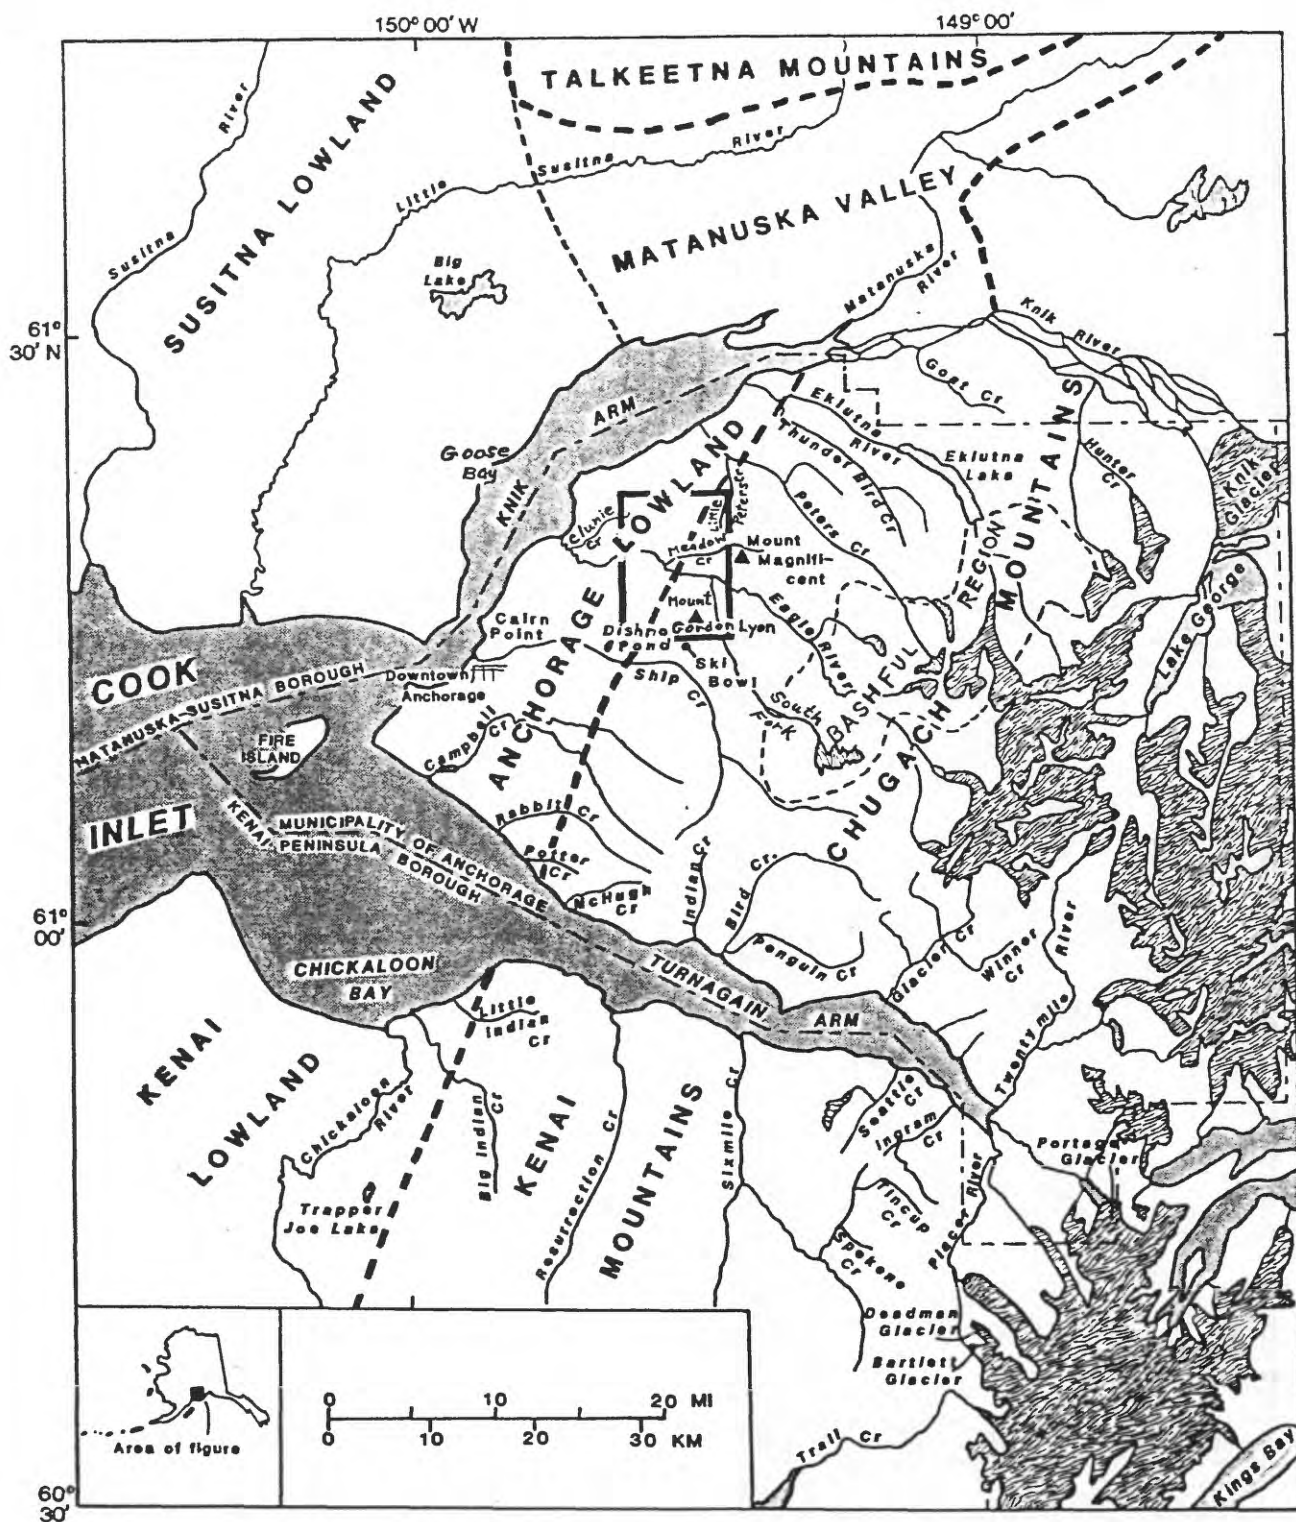 150° 00' W
149° 00'
TALKEETNA MOUNTAINS
Susitna River
SUSITNA LOWLAND
Little Susitna River
MATANUSKA VALLEY
Big
Lake
Matanuska
River
Knik River
61°
30' N
Goat Cr
KNIK ARM
Goose
Bay
Eklutna
River
Thunder Bird Cr
Eklutna
Lake
Hunter
Cr
Knik
Glacier
Peters Cr
Little Peters
Clunie
Cr
Meadow
Cr
Mount
Magnifi-
cent
ANCHORAGE LOWLAND
BASHFUL REGION
CHUGACH MOUNTAINS
Lake George
Cairn
Point
Dishno
Pond
Mount
Gordon Lyon
Eagle River
Ski
Bowl
Ship
Cr
South
Fork
Downtown
Anchorage
COOK
INLET
MATANUSKA-SUSITNA BOROUGH
FIRE
ISLAND
Campbell
Cr
KENAI PENINSULA BOROUGH
MUNICIPALITY OF ANCHORAGE
Rabbit Cr
Potter
Cr
McHugh
Cr
Indian Cr
Bird Cr.
Penguin Cr
Glacier Cr
Winner
Cr
Twentymile River
61°
00'
CHICKALOON
BAY
TURNAGAIN ARM
KENAI
LOWLAND
Little
Indian
Cr
Chickaloon
River
Big Indian Cr
KENAI MOUNTAINS
Resurrection Cr
Sixmile Cr
Seattle
Cr
Ingram
Cr
Portage
Glacier
Trapper
Joe Lake
Tincup
Cr
Placer River
Spokene
Cr
Deadman
Glacier
Bartlett
Glacier
Trail Cr
Kings Bay
Area of figure
0 10 20 MI
0 10 20 30 KM
60°
30'